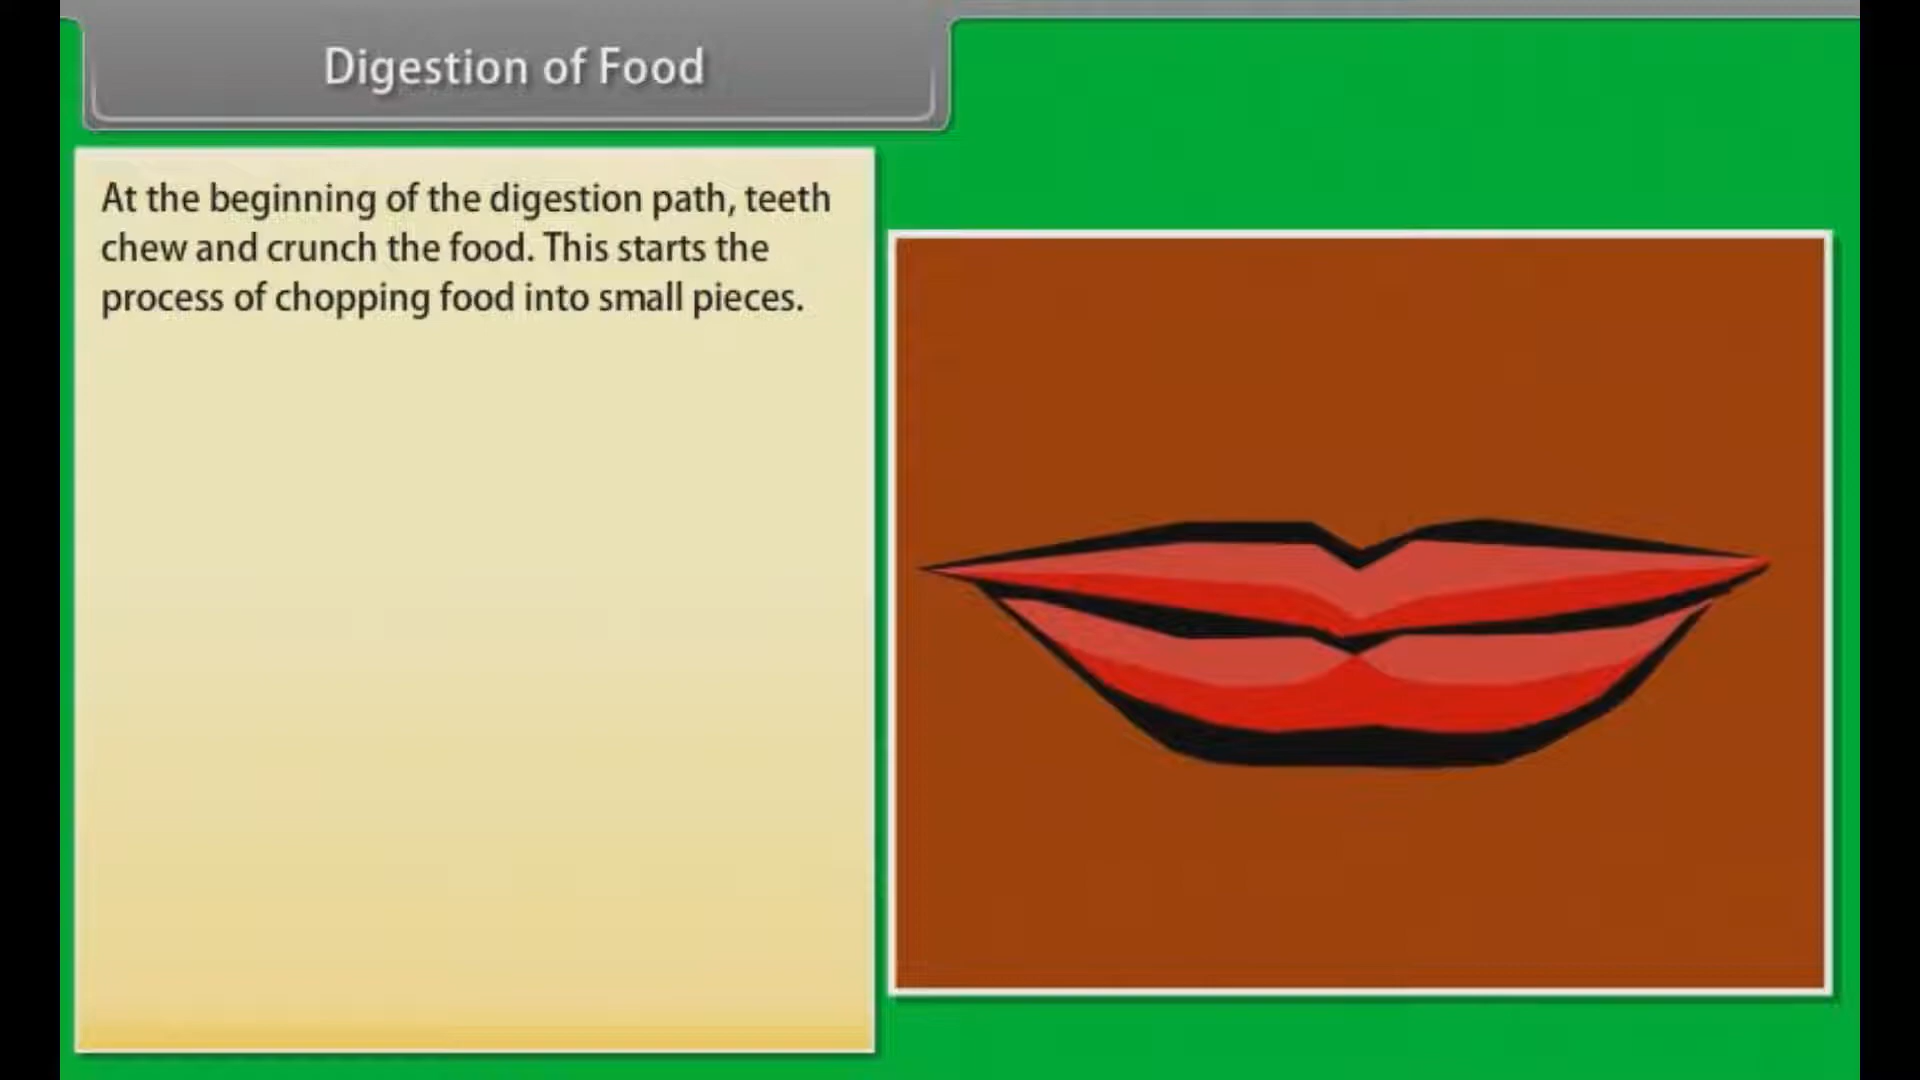 Digestion of Food
At the beginning of the digestion path, teeth
chew and crunch the food. This starts the
process of chopping food into small pieces.